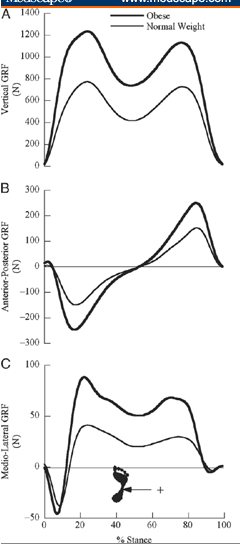 www.medscape.com
Obese
Normal Weight
A
Vertical GRF
(N)
1400
1200
1000
800
600
400
200
0
B
Anterior-Posterior GRF
(N)
300
200
100
0
−100
−200
−300
C
Medio-Lateral GRF
(N)
100
50
0
−50
+
0
20
40
60
80
100
% Stance